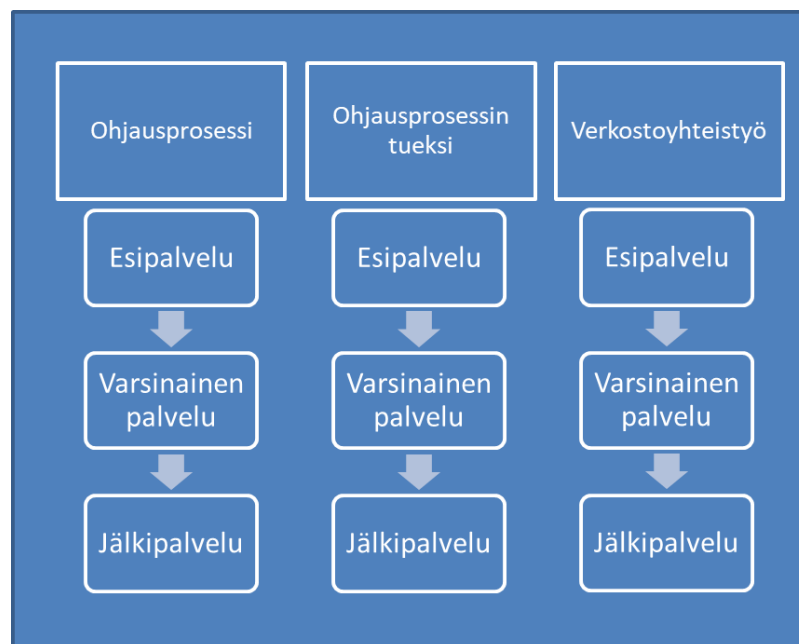 Ohjausprosessi
Ohjausprosessin
tueksi
Verkostoyhteistyö
Esipalvelu
Esipalvelu
Esipalvelu
Varsinainen
palvelu
Varsinainen
palvelu
Varsinainen
palvelu
Jälkipalvelu
Jälkipalvelu
Jälkipalvelu